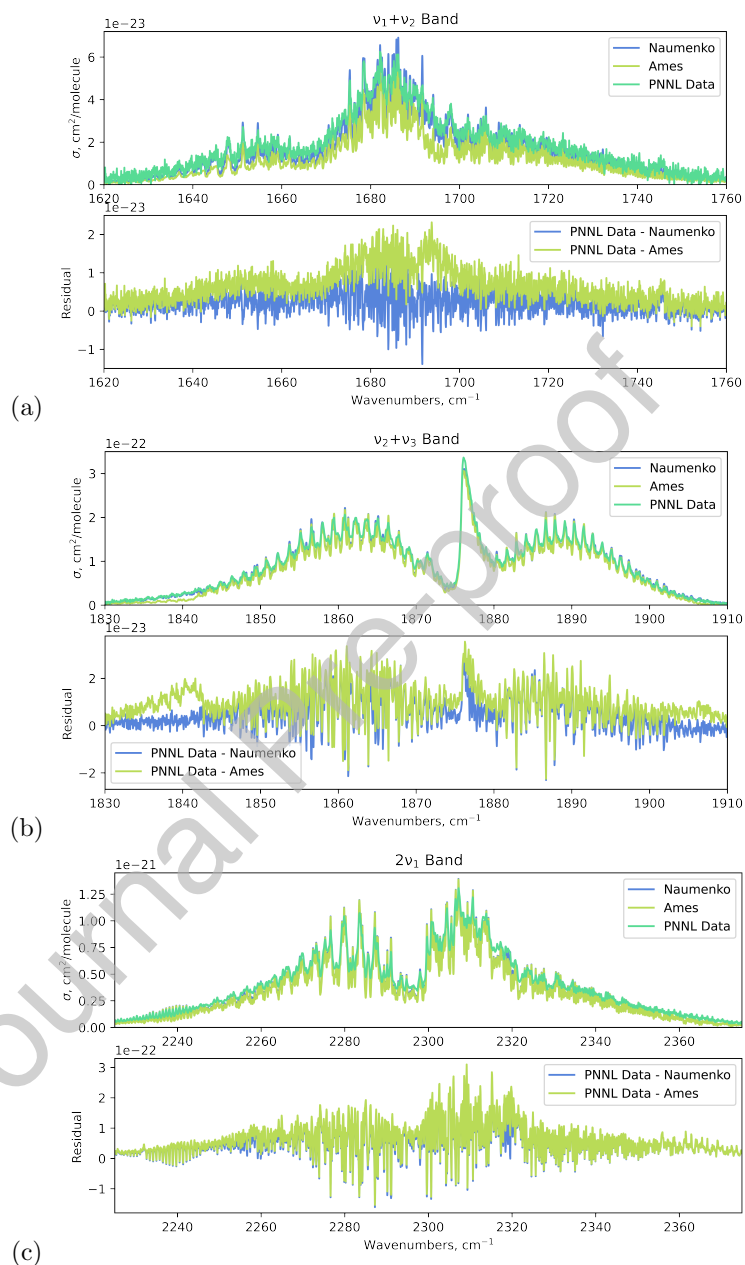 ν₁+ν₂ Band
1e−23
6
4
2
0
σ, cm²/molecule
Naumenko
Ames
PNNL Data
1620 1640 1660 1680 1700 1720 1740 1760
1e−23
2
1
0
−1
Residual
PNNL Data - Naumenko
PNNL Data - Ames
1620 1640 1660 1680 1700 1720 1740 1760
Wavenumbers, cm⁻¹
(a)
ν₂+ν₃ Band
1e−22
3
2
1
0
σ, cm²/molecule
Naumenko
Ames
PNNL Data
1830 1840 1850 1860 1870 1880 1890 1900 1910
1e−23
2
0
−2
Residual
PNNL Data - Naumenko
PNNL Data - Ames
1830 1840 1850 1860 1870 1880 1890 1900 1910
Wavenumbers, cm⁻¹
(b)
2ν₁ Band
1e−21
1.25
1.00
0.75
0.50
0.25
0.00
σ, cm²/molecule
Naumenko
Ames
PNNL Data
2240 2260 2280 2300 2320 2340 2360
1e−22
3
2
1
0
−1
Residual
PNNL Data - Naumenko
PNNL Data - Ames
2240 2260 2280 2300 2320 2340 2360
Wavenumbers, cm⁻¹
(c)
ournal Pre-proof